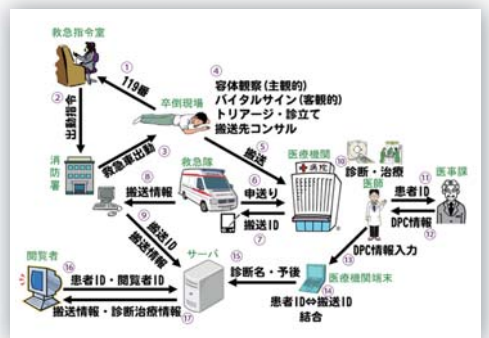 救急指令室
①
119番
②
出動指令
卒倒現場
④
容体観察(主観的)
バイタルサイン(客観的)
トリアージ・診立て
搬送先コンサル
消防署
救急車出動
③
⑤
搬送
救急隊
医療機関
病院
⑧
搬送情報
⑥
申送り
搬送ID
⑦
⑩
診断・治療
医師
⑪
患者ID
医事課
DPC情報
⑫
DPC情報入力
⑬
⑨
搬送ID
搬送情報
閲覧者
⑯
患者ID・閲覧者ID
搬送情報・診断治療情報
⑰
サーバ
⑮
診断名・予後
医療機関端末
⑭
患者ID⇔搬送ID
結合